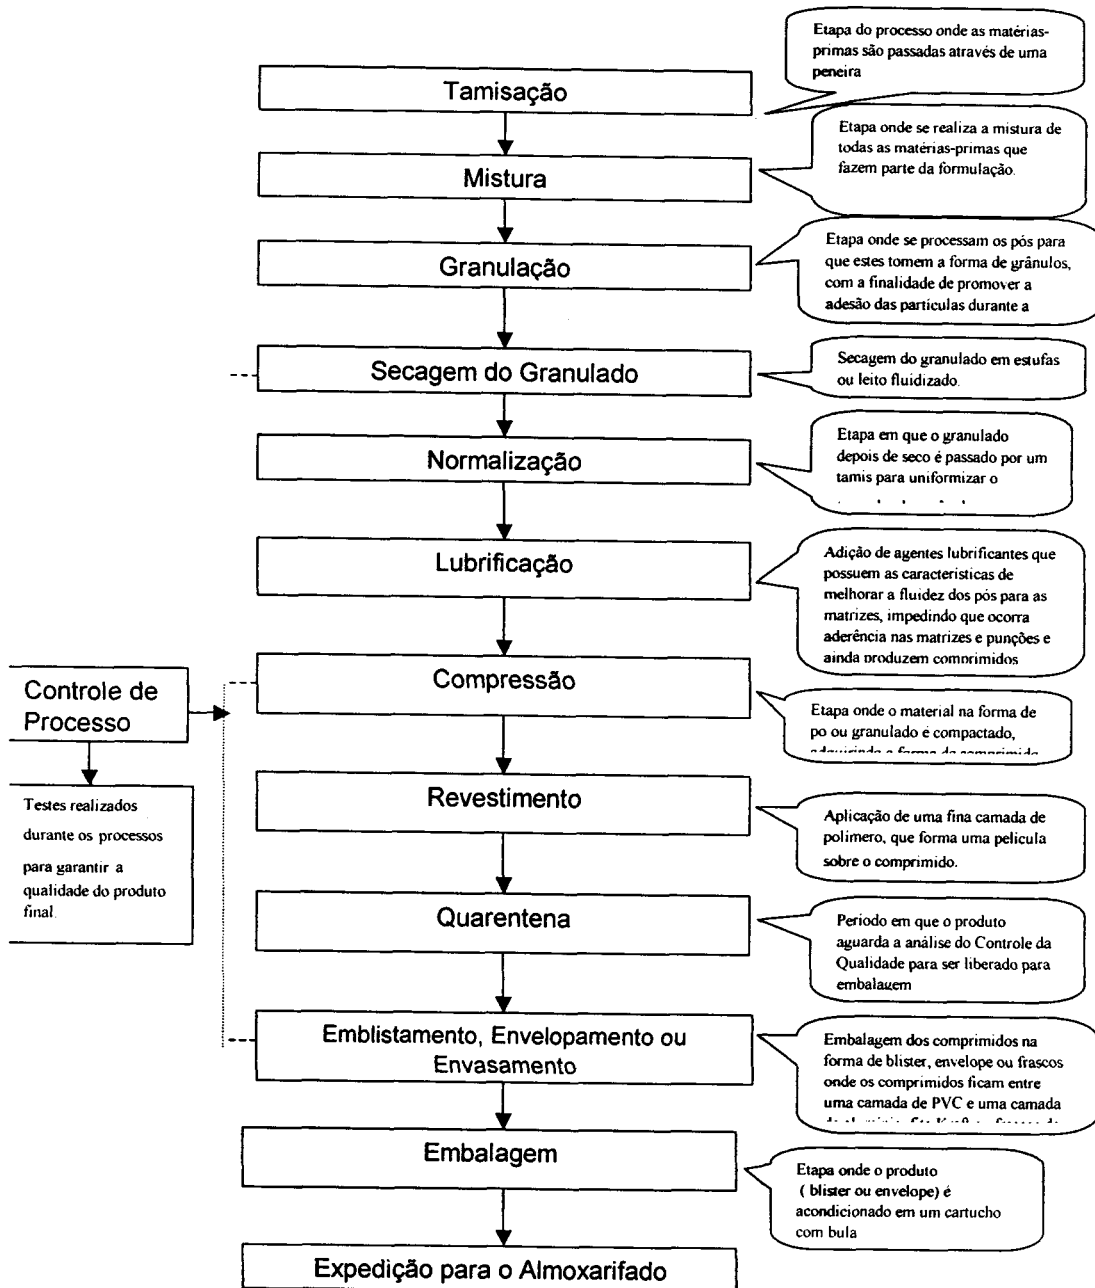 Etapa do processo onde as matérias-
primas são passadas através de uma
peneira
Tamisação
Etapa onde se realiza a mistura de
todas as matérias-primas que
fazem parte da formulação.
Mistura
Etapa onde se processam os pós para
que estes tomem a forma de grânulos,
com a finalidade de promover a
adesão das partículas durante a
Granulação
Secagem do Granulado
Secagem do granulado em estufas
ou leito fluidizado.
Etapa em que o granulado
depois de seco é passado por um
tamis para uniformizar o
Normalização
Lubrificação
Adição de agentes lubrificantes que
possuem as características de
melhorar a fluidez dos pós para as
matrizes, impedindo que ocorra
aderência nas matrizes e punções e
ainda produzem comprimidos
Controle de
Processo
Compressão
Etapa onde o material na forma de
po ou granulado é compactado,
adquirindo a forma de comprimido
Testes realizados
durante os processos
para garantir a
qualidade do produto
final.
Revestimento
Aplicação de uma fina camada de
polimero, que forma uma pelicula
sobre o comprimido.
Quarentena
Periodo em que o produto
aguarda a análise do Controle da
Qualidade para ser liberado para
embalagem
Emblistamento, Envelopamento ou
Envasamento
Embalagem dos comprimidos na
forma de blister, envelope ou frascos
onde os comprimidos ficam entre
uma camada de PVC e uma camada
Embalagem
Etapa onde o produto
( blister ou envelope) é
acondicionado em um cartucho
com bula
Expedição para o Almoxarifado